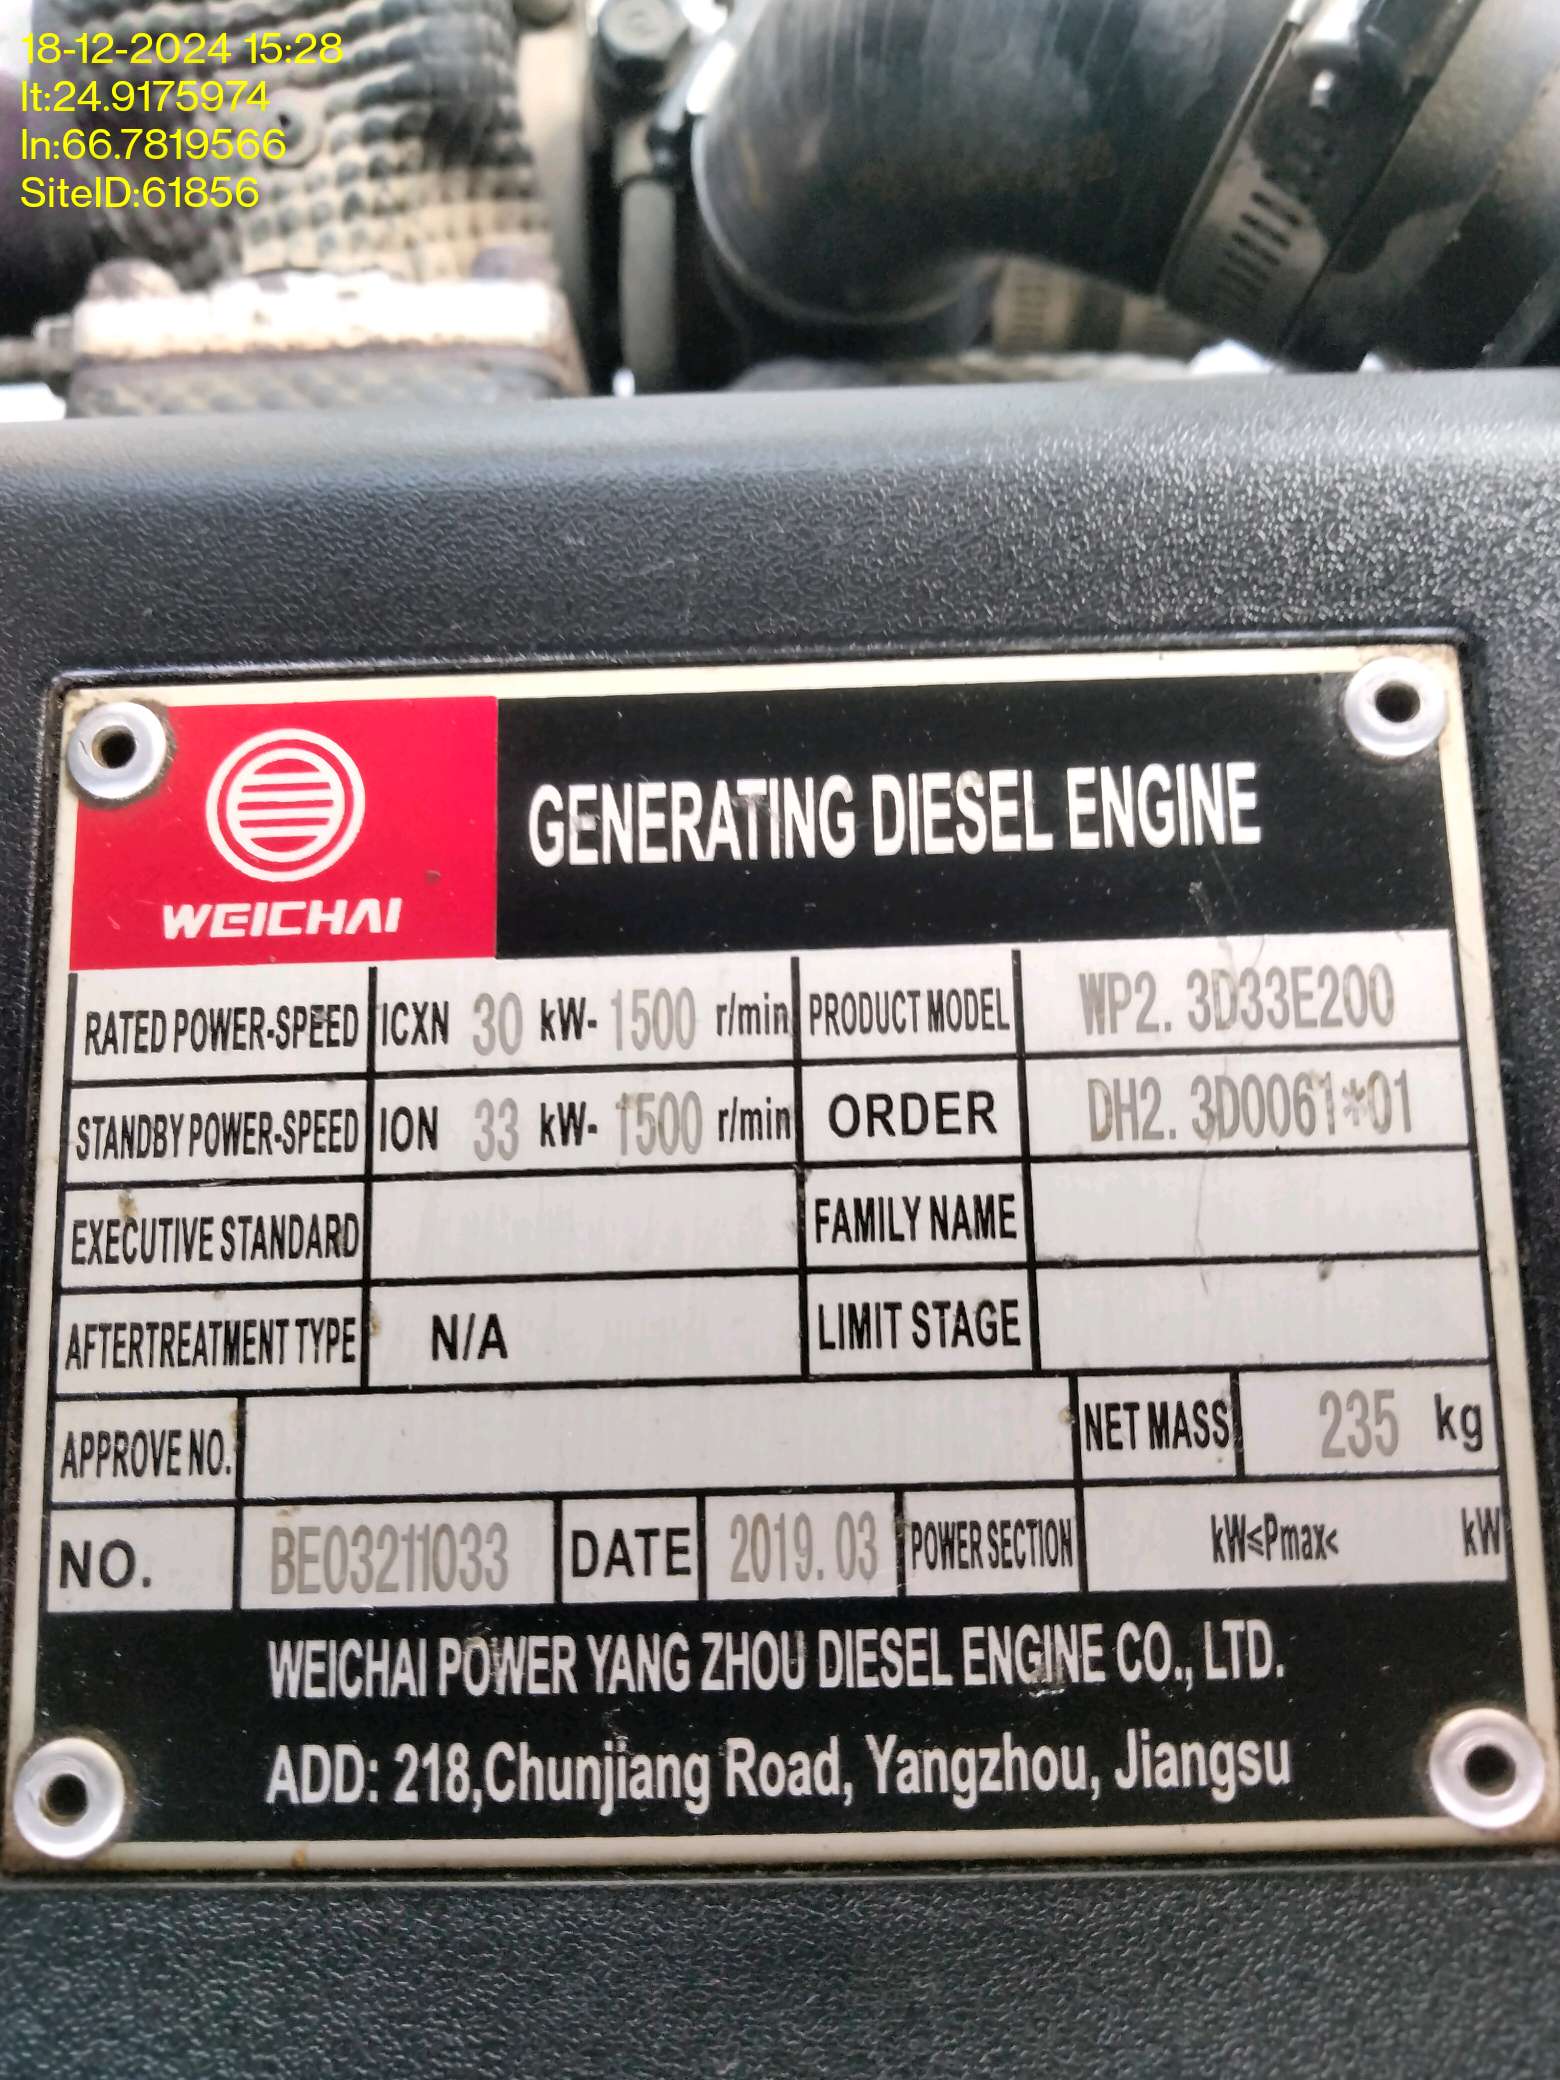 18-12-2024 15:28
lt:24.9175974
ln:66.7819566
SiteID:61856
WEICHAI
GENERATING DIESEL ENGINE
RATED POWER-SPEED ICXN 30 kW- 1500 r/min PRODUCT MODEL WP2. 3D33E200
STANDBY POWER-SPEED ION 33 kW- 1500 r/min ORDER DH2. 3D0061*01
EXECUTIVE STANDARD FAMILY NAME
AFTERTREATMENT TYPE N/A LIMIT STAGE
APPROVE NO. NET MASS 235 kg
NO. BE03211033 DATE 2019. 03 POWER SECTION kW≤Pmax< kW
WEICHAI POWER YANG ZHOU DIESEL ENGINE CO., LTD.
ADD: 218,Chunjiang Road, Yangzhou, Jiangsu